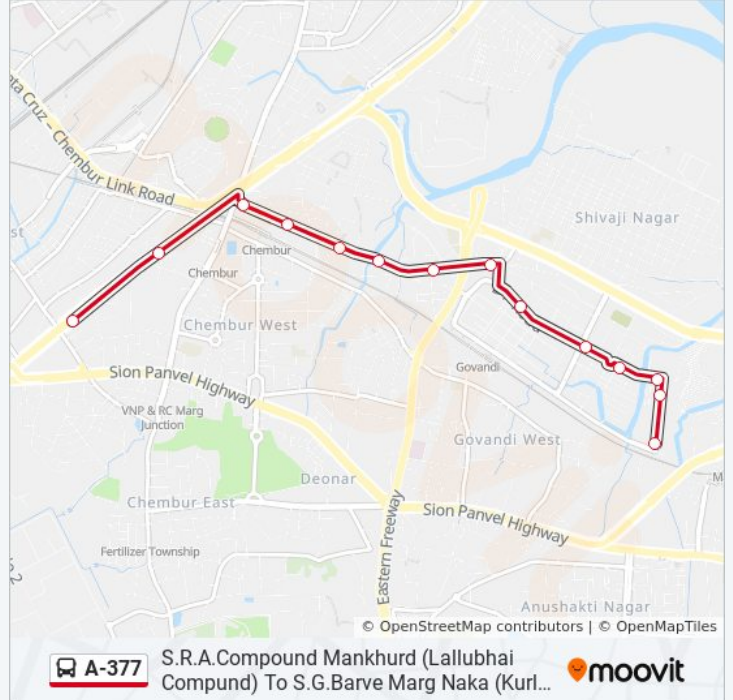 ta Cruz - Chembur Link Road
Shivaji Nagar
st
Chembur
Chembur
Chembur West
Govandi
Sion Panvel Highway
VNP & RC Marg
Junction
Govandi West
M
Deonar
Chembur East
Sion Panvel Highway
Eastern Freeway
Fertilizer Township
Anushakti Nagar
© OpenStreetMap contributors | © OpenMapTiles
A-377
S.R.A.Compound Mankhurd (Lallubhai
Compund) To S.G.Barve Marg Naka (Kurl...
moovit